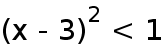 (x - 3)² < 1